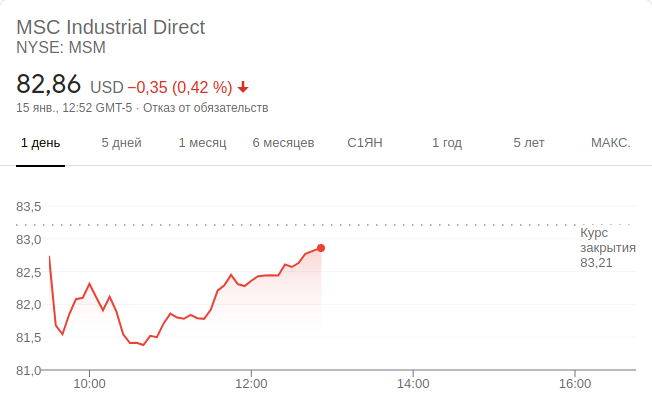 MSC Industrial Direct
NYSE: MSM
82,86 USD −0,35 (0,42 %)
15 янв., 12:52 GMT-5 · Отказ от обязательств
1 день 5 дней 1 месяц 6 месяцев С1ЯН 1 год 5 лет МАКС.
83,5
83,0
82,5
82,0
81,5
81,0
Курс
закрытия
83,21
10:00 12:00 14:00 16:00